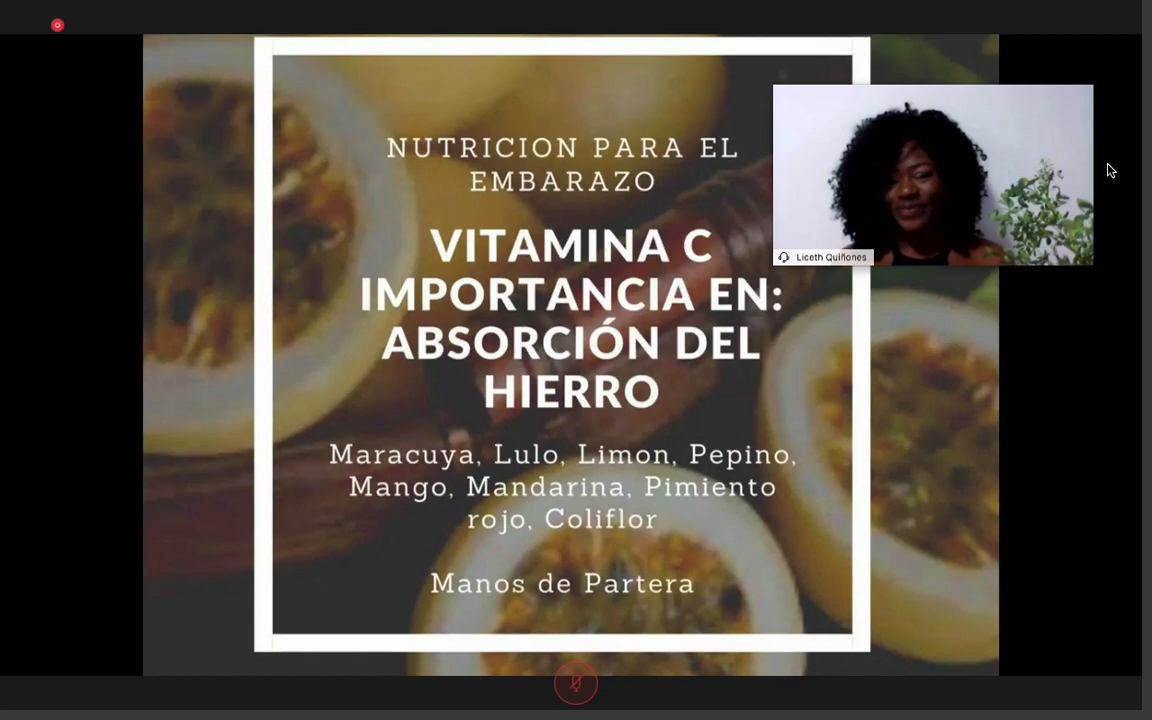 NUTRICION PARA EL
EMBARAZO
VITAMINA C
IMPORTANCIA EN:
ABSORCIÓN DEL
HIERRO
Maracuya, Lulo, Limon, Pepino,
Mango, Mandarina, Pimiento
rojo, Coliflor
Manos de Partera
Liceth Quiñones